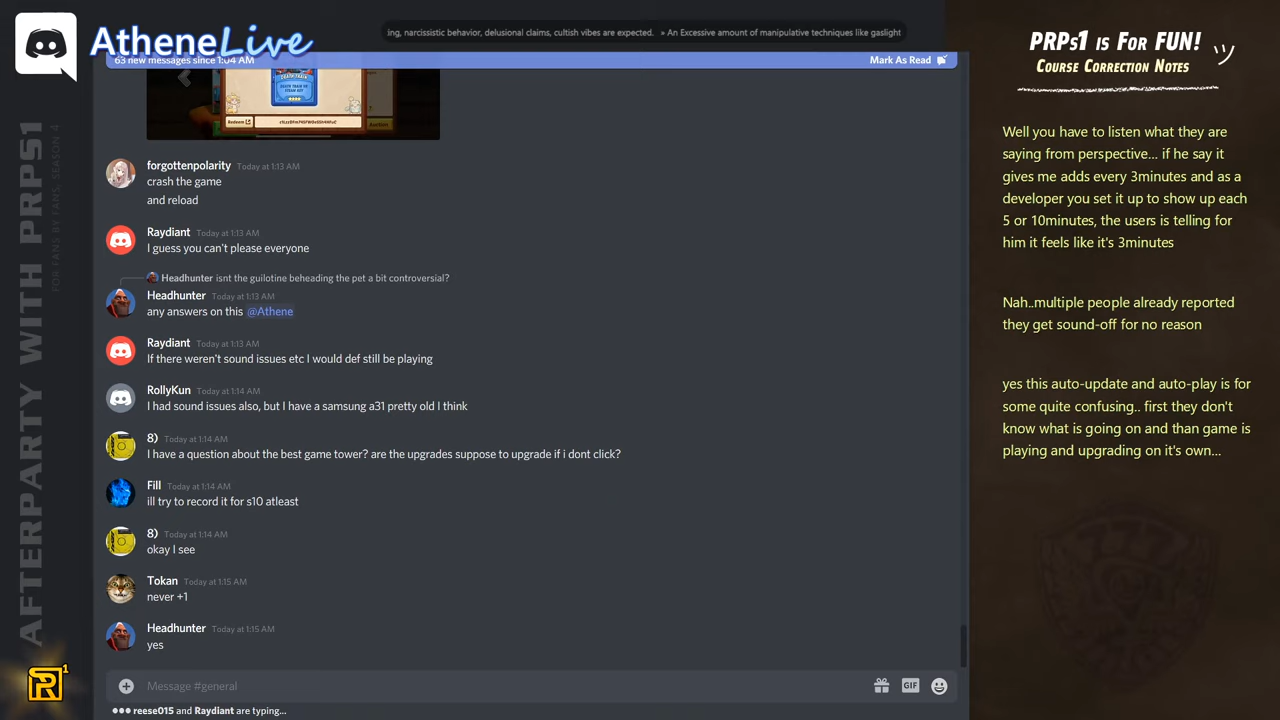 AtheneLive
ing, narcissistic behavior, delusional claims, cultish vibes are expected. » An Excessive amount of manipulative techniques like gaslight
63 new messages since 1:04 AM
Mark As Read
Redeem
forgottenpolarity Today at 1:13 AM
crash the game
and reload
Raydiant Today at 1:13 AM
I guess you can't please everyone
Headhunter isnt the guilotine beheading the pet a bit controversial?
Headhunter Today at 1:13 AM
any answers on this @Athene
Raydiant Today at 1:13 AM
If there weren't sound issues etc I would def still be playing
RollyKun Today at 1:14 AM
I had sound issues also, but I have a samsung a31 pretty old I think
8) Today at 1:14 AM
I have a question about the best game tower? are the upgrades suppose to upgrade if i dont click?
Fill Today at 1:14 AM
ill try to record it for s10 atleast
8) Today at 1:14 AM
okay I see
Tokan Today at 1:15 AM
never +1
Headhunter Today at 1:15 AM
yes
Message #general
GIF
reese015 and Raydiant are typing...
AFTERPARTY WITH PRPS1
FOR FANS BY FANS, SEASON 4
R1
PRPs1 is For FUN!
Course Correction Notes
ツ
Well you have to listen what they are
saying from perspective... if he say it
gives me adds every 3minutes and as a
developer you set it up to show up each
5 or 10minutes, the users is telling for
him it feels like it's 3minutes
Nah..multiple people already reported
they get sound-off for no reason
yes this auto-update and auto-play is for
some quite confusing.. first they don't
know what is going on and than game is
playing and upgrading on it's own...